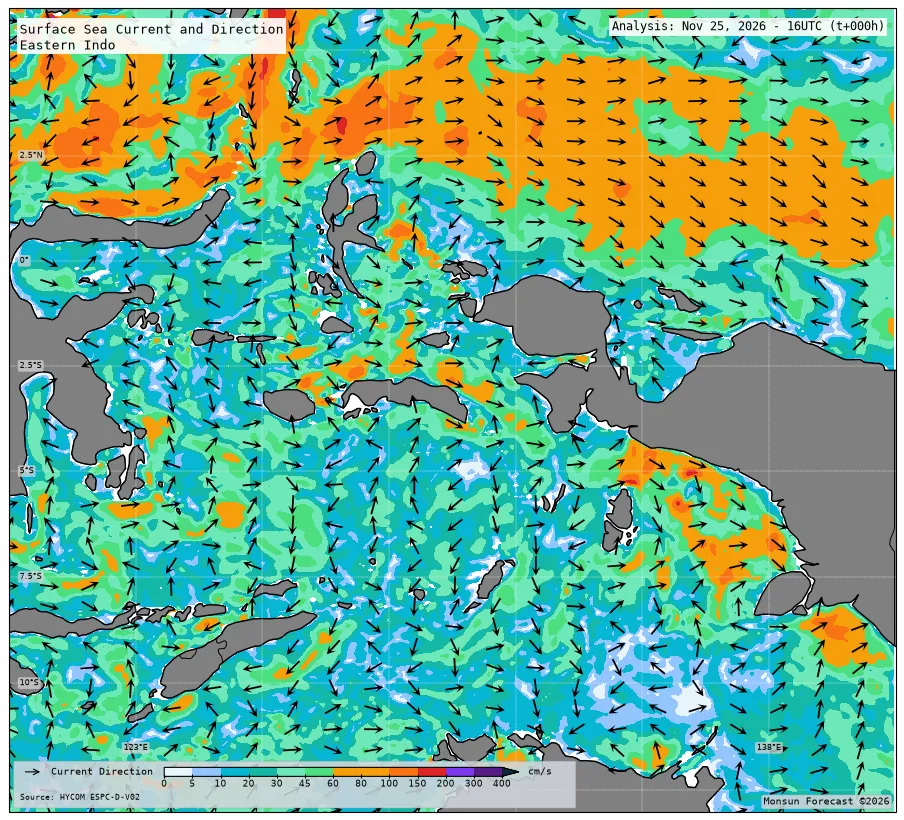 Surface Sea Current and Direction
Eastern Indo
Analysis: Nov 25, 2026 - 16UTC (t+000h)
2.5°N
0°
2.5°S
5°S
7.5°S
10°S
123°E
138°E
Current Direction
cm/s
0 5 10 20 30 45 60 80 100 150 200 300 400
Source: HYCOM ESPC-D-V02
Monsun Forecast ©2026